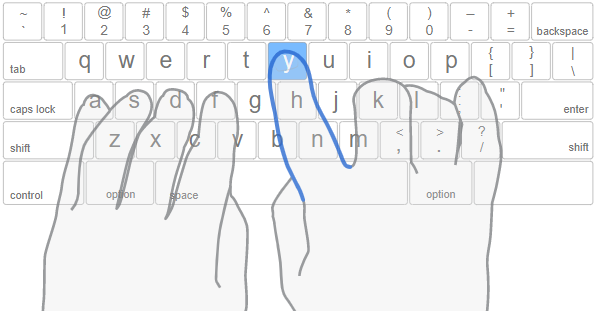 ~ ! @ # $ % ^ & * ( ) – +
` 1 2 3 4 5 6 7 8 9 0 - = backspace
tab q w e r t y u i o p { [ } ] | \
caps lock a s d f g h j k l : ; " ' enter
shift z x c v b n m < , > . ? / shift
control option space option